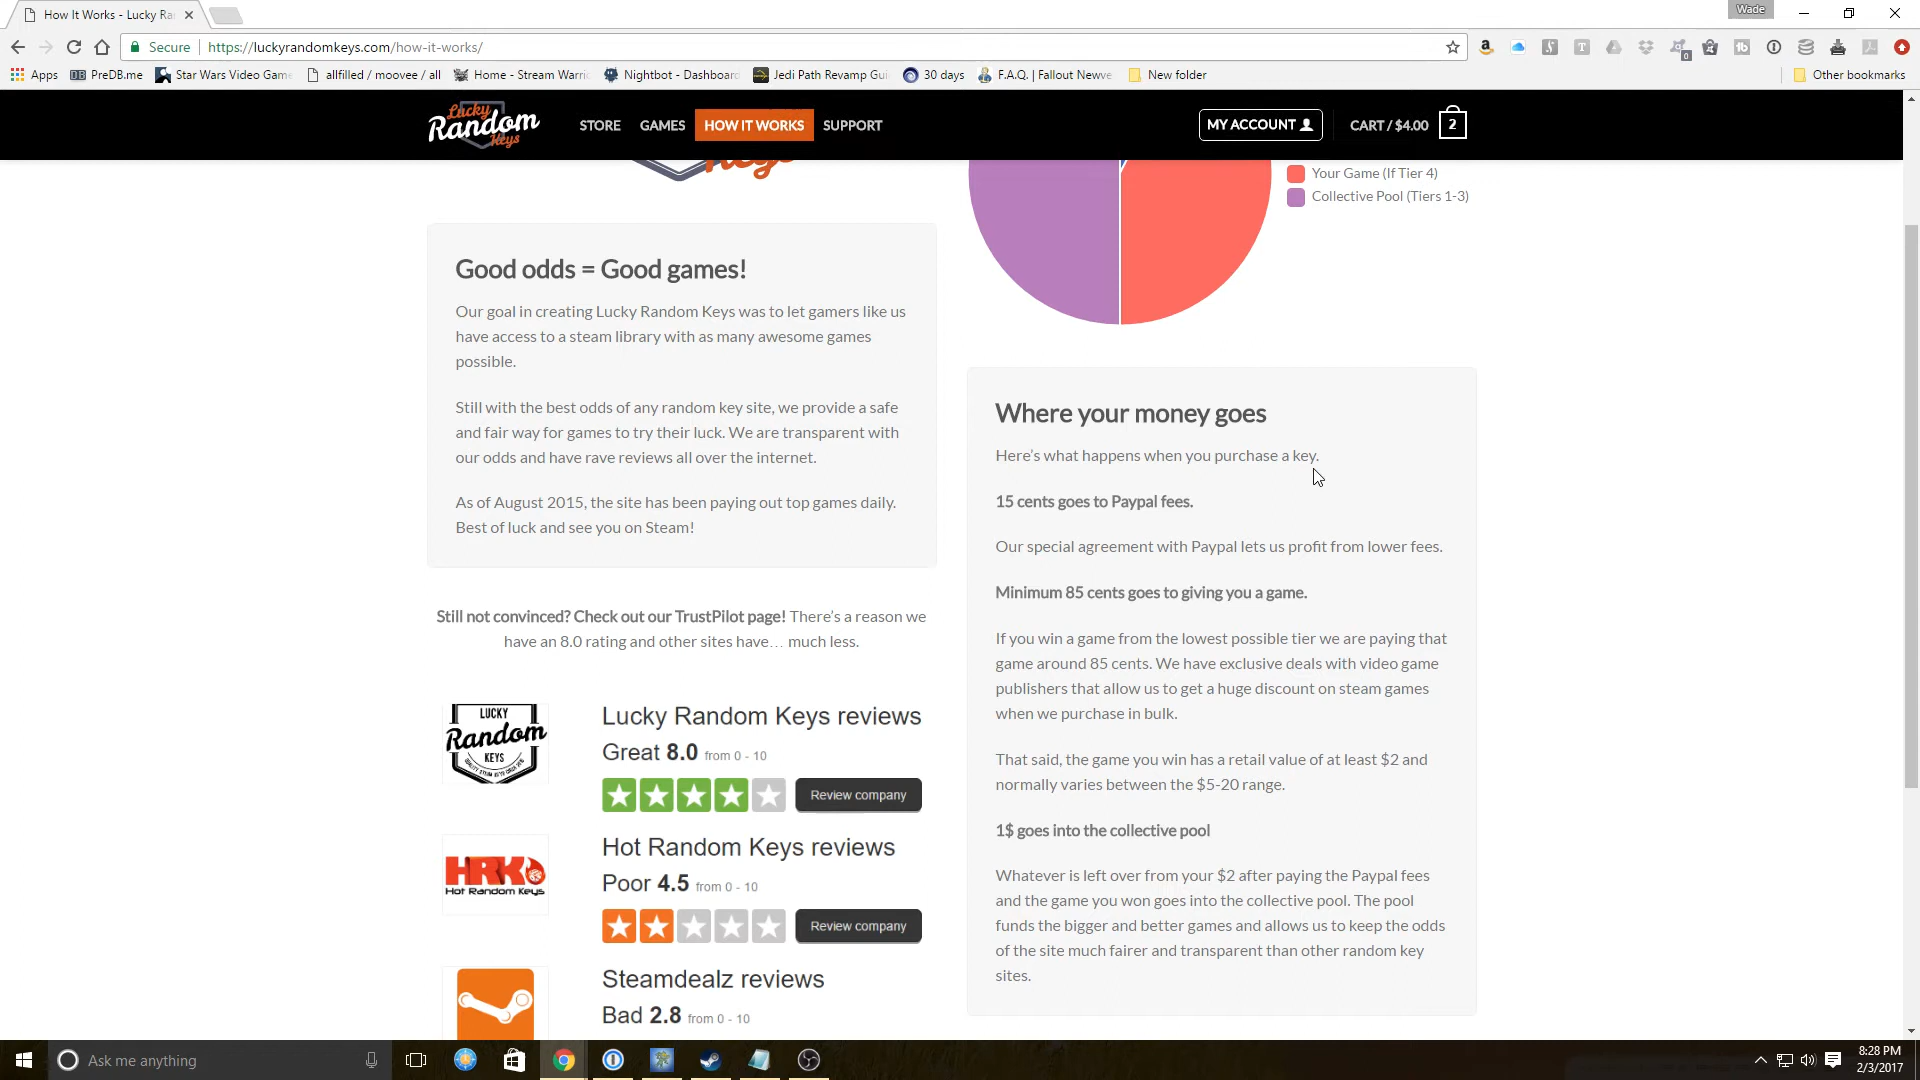 How It Works - Lucky Ra
Wade
Secure
https://luckyrandomkeys.com/how-it-works/
Apps
PreDB.me
Star Wars Video Game
allfilled / moovee / all
Home - Stream Warri
Nightbot - Dashboard
Jedi Path Revamp Gui
30 days
F.A.Q. | Fallout Newve
New folder
Other bookmarks
Lucky
Random
Keys
STORE
GAMES
HOW IT WORKS
SUPPORT
MY ACCOUNT
CART / $4.00
2
Your Game (If Tier 4)
Collective Pool (Tiers 1-3)
Good odds = Good games!
Our goal in creating Lucky Random Keys was to let gamers like us
have access to a steam library with as many awesome games
possible.
Still with the best odds of any random key site, we provide a safe
and fair way for games to try their luck. We are transparent with
our odds and have rave reviews all over the internet.
As of August 2015, the site has been paying out top games daily.
Best of luck and see you on Steam!
Still not convinced? Check out our TrustPilot page! There's a reason we
have an 8.0 rating and other sites have… much less.
LUCKY
Random
KEYS
Lucky Random Keys reviews
Great 8.0 from 0 - 10
Review company
HRK
Hot Random Keys
Hot Random Keys reviews
Poor 4.5 from 0 - 10
Review company
Steamdealz reviews
Bad 2.8 from 0 - 10
Where your money goes
Here's what happens when you purchase a key.
15 cents goes to Paypal fees.
Our special agreement with Paypal lets us profit from lower fees.
Minimum 85 cents goes to giving you a game.
If you win a game from the lowest possible tier we are paying that
game around 85 cents. We have exclusive deals with video game
publishers that allow us to get a huge discount on steam games
when we purchase in bulk.
That said, the game you win has a retail value of at least $2 and
normally varies between the $5-20 range.
1$ goes into the collective pool
Whatever is left over from your $2 after paying the Paypal fees
and the game you won goes into the collective pool. The pool
funds the bigger and better games and allows us to keep the odds
of the site much fairer and transparent than other random key
sites.
Ask me anything
8:28 PM
2/3/2017